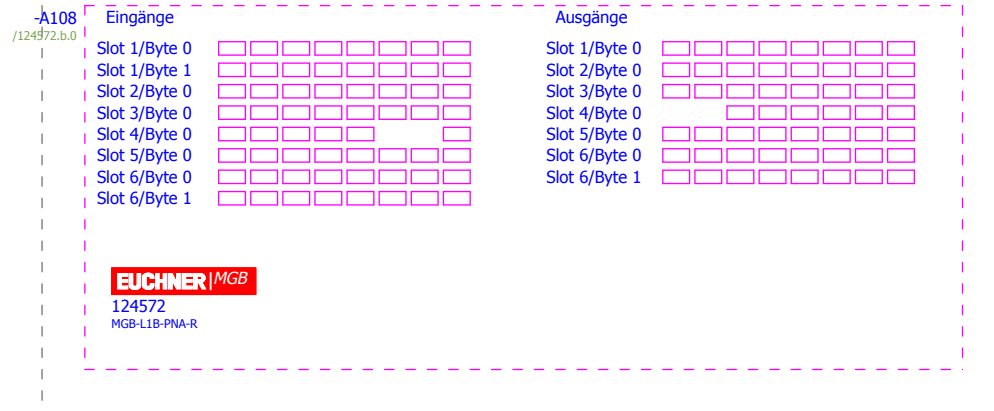 -A108
/124572.b.0
Eingänge
Slot 1/Byte 0
Slot 1/Byte 1
Slot 2/Byte 0
Slot 3/Byte 0
Slot 4/Byte 0
Slot 5/Byte 0
Slot 6/Byte 0
Slot 6/Byte 1
Ausgänge
Slot 1/Byte 0
Slot 2/Byte 0
Slot 3/Byte 0
Slot 4/Byte 0
Slot 5/Byte 0
Slot 6/Byte 0
Slot 6/Byte 1
EUCHNER|MGB
124572
MGB-L1B-PNA-R